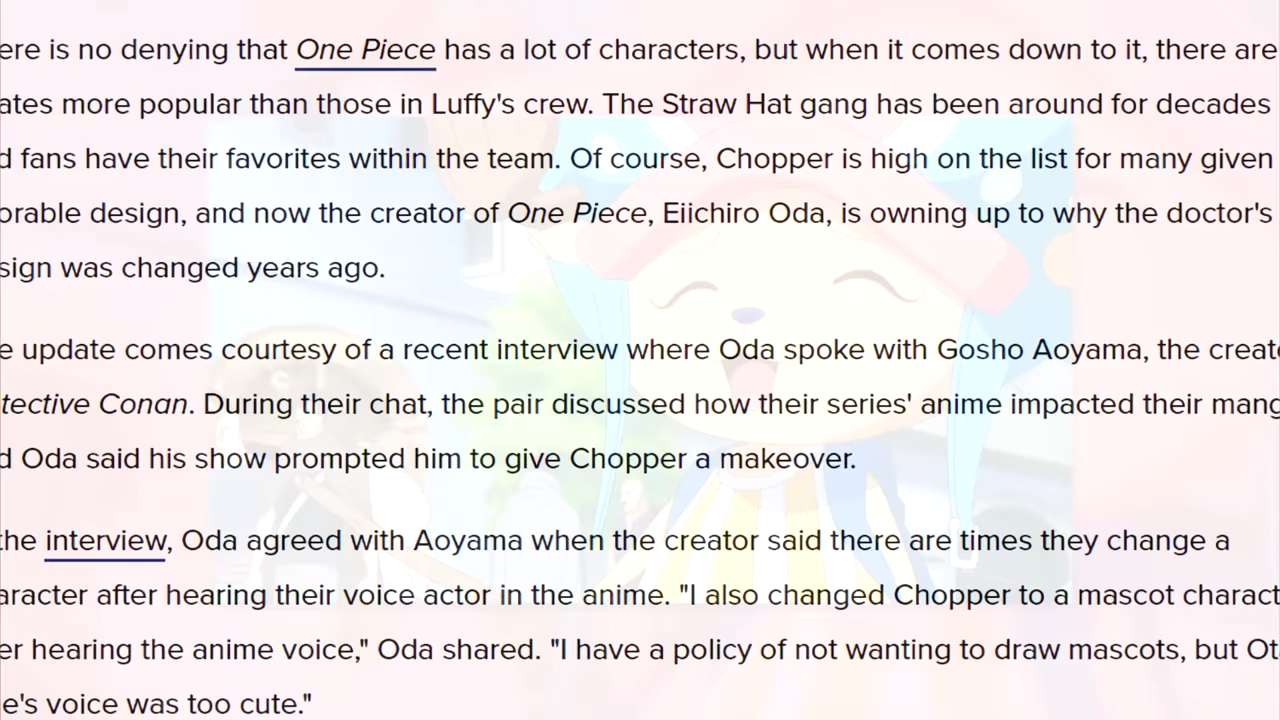 ere is no denying that One Piece has a lot of characters, but when it comes down to it, there are
ates more popular than those in Luffy's crew. The Straw Hat gang has been around for decades
d fans have their favorites within the team. Of course, Chopper is high on the list for many given
orable design, and now the creator of One Piece, Eiichiro Oda, is owning up to why the doctor's
sign was changed years ago.
e update comes courtesy of a recent interview where Oda spoke with Gosho Aoyama, the creato
tective Conan. During their chat, the pair discussed how their series' anime impacted their mang
d Oda said his show prompted him to give Chopper a makeover.
the interview, Oda agreed with Aoyama when the creator said there are times they change a
aracter after hearing their voice actor in the anime. "I also changed Chopper to a mascot charact
er hearing the anime voice," Oda shared. "I have a policy of not wanting to draw mascots, but Ot
e's voice was too cute."